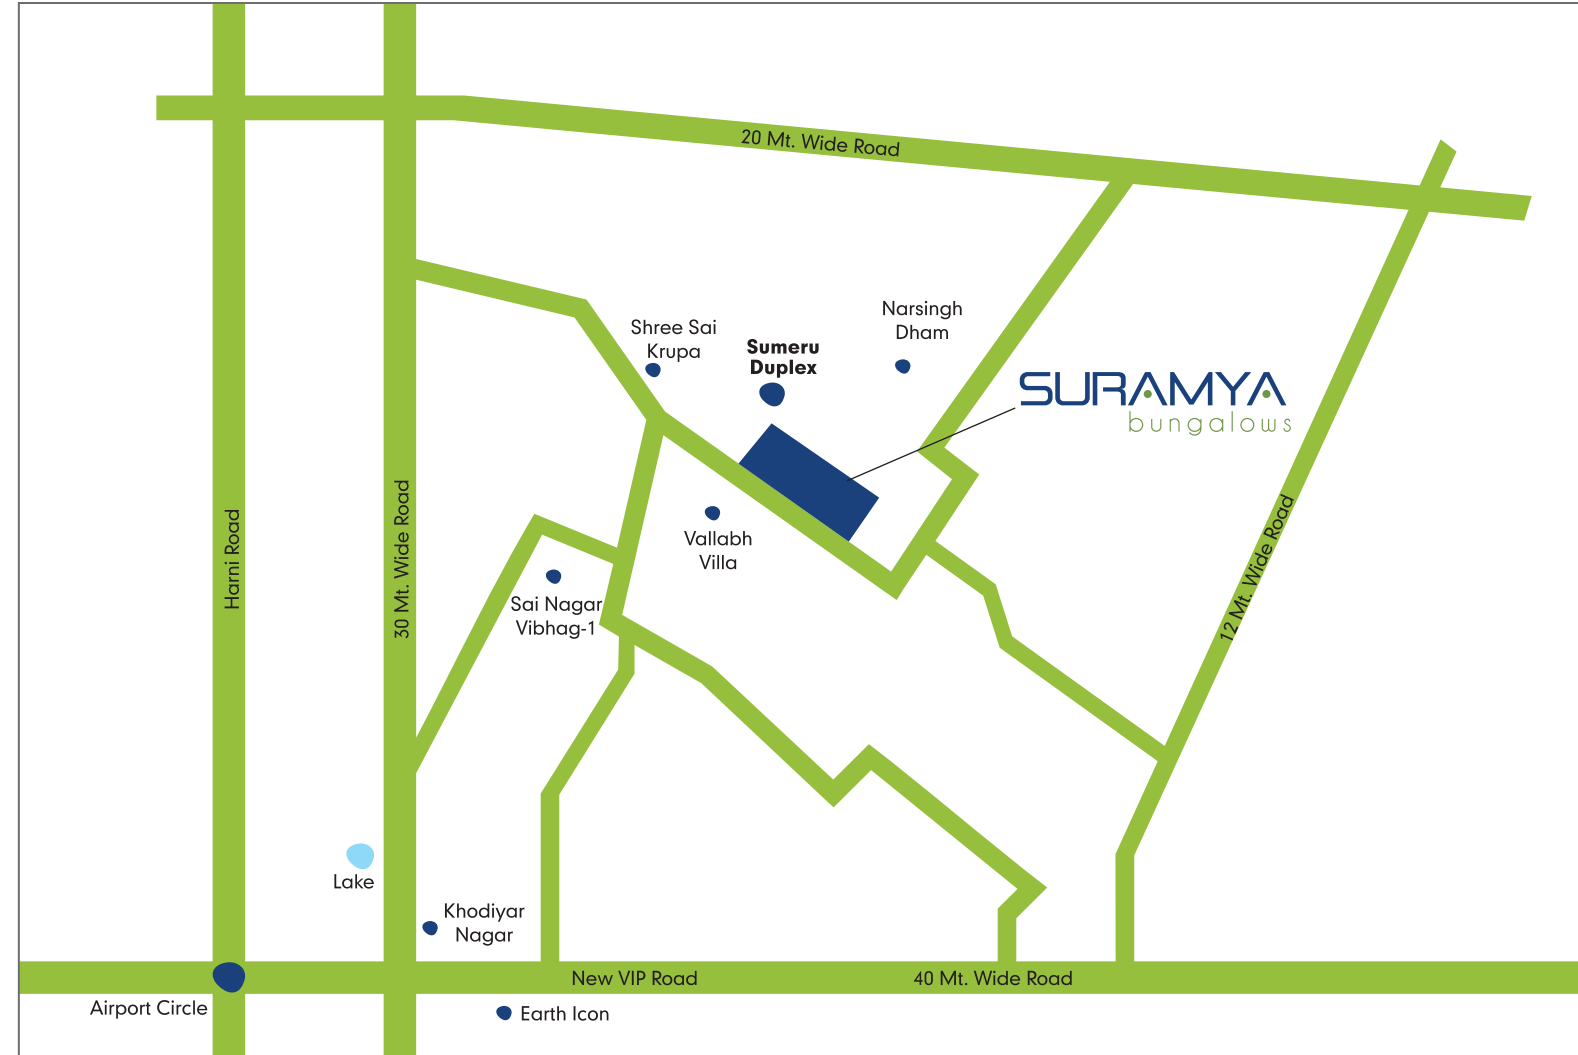 20 Mt. Wide Road
Narsingh
Dham
Shree Sai
Krupa
Sumeru
Duplex
SURAMYA
bungalows
Harni Road
30 Mt. Wide Road
12 Mt. Wide Road
Vallabh
Villa
Sai Nagar
Vibhag-1
Lake
Khodiyar
Nagar
New VIP Road
40 Mt. Wide Road
Airport Circle
Earth Icon